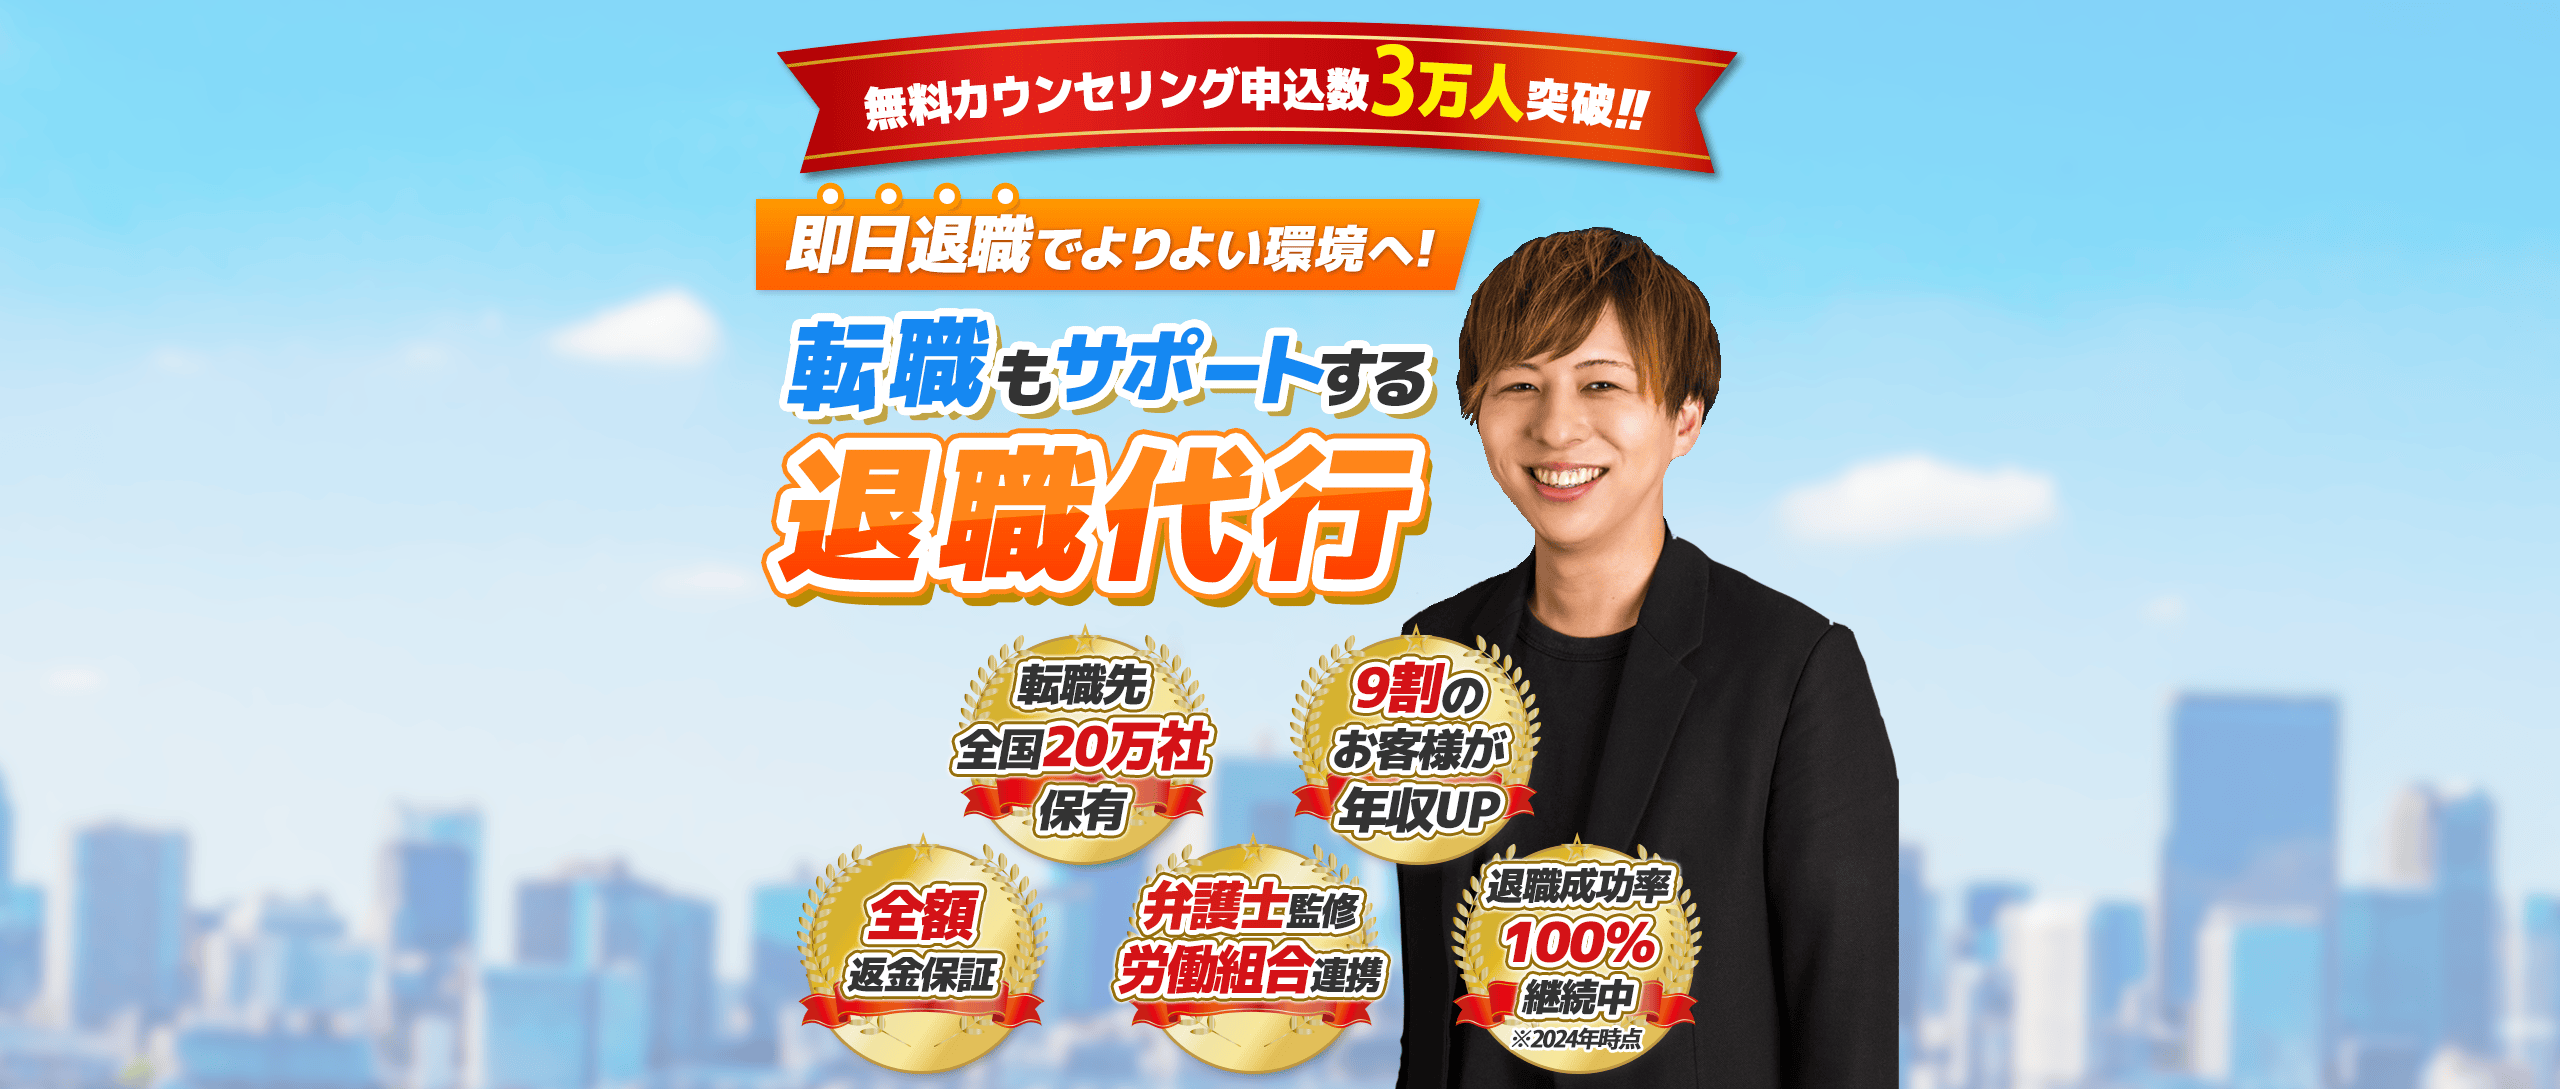 無料カウンセリング申込数3万人突破!!
即日退職でよりよい環境へ!
転職もサポートする
退職代行
転職先
全国20万社
保有
9割の
お客様が
年収UP
全額
返金保証
弁護士監修
労働組合連携
退職成功率
100%
継続中
※2024年時点